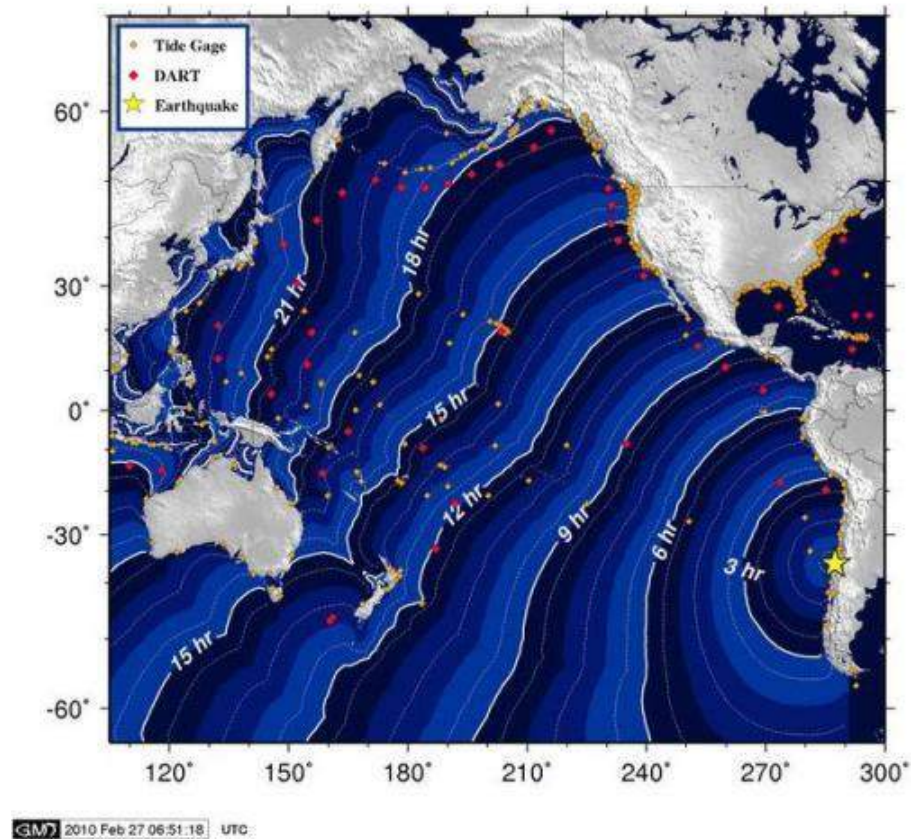 Tide Gage
DART
Earthquake
60°
30°
0°
-30°
-60°
18 hr
21 hr
15 hr
12 hr
9 hr
6 hr
3 hr
15 hr
120° 150° 180° 210° 240° 270° 300°
GMT 2010 Feb 27 06:51:18 UTC